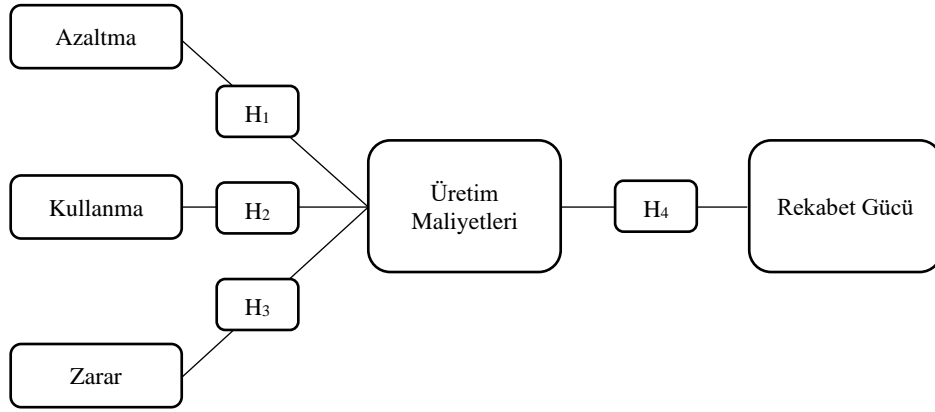 Azaltma
H₁
Kullanma
H₂
Üretim
Maliyetleri
H₄
Rekabet Gücü
H₃
Zarar